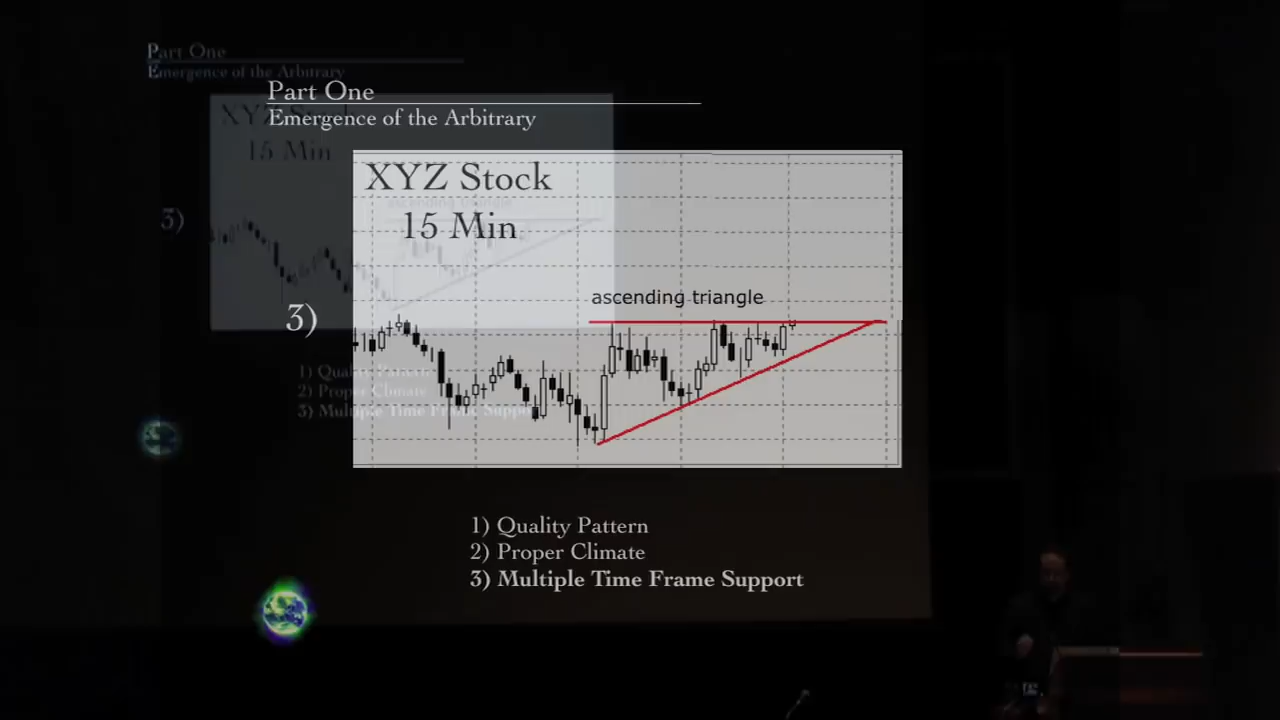 Part One
Emergence of the Arbitrary
XYZ Stock
15 Min
ascending triangle
3)
1) Quality Pattern
2) Proper Climate
3) Multiple Time Frame Support
Part One
Emergence of the Arbitrary
XYZ
15 Min
ascending triangle
3)
1) Quality Pattern
2) Proper Climate
3) Multiple Time Frame Support